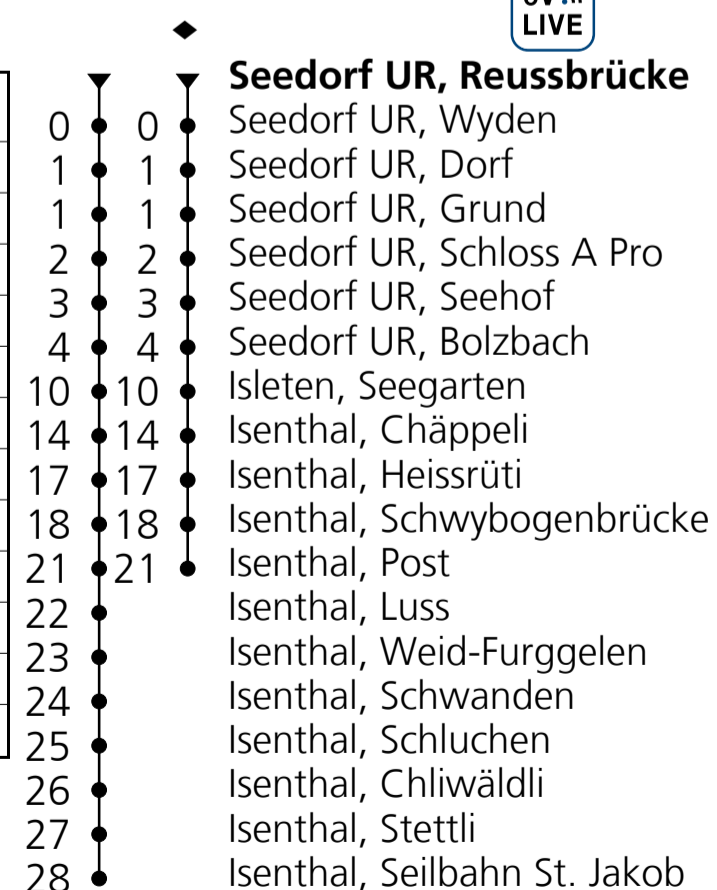 LIVE
Seedorf UR, Reussbrücke
0 0 Seedorf UR, Wyden
1 1 Seedorf UR, Dorf
1 1 Seedorf UR, Grund
2 2 Seedorf UR, Schloss A Pro
3 3 Seedorf UR, Seehof
4 4 Seedorf UR, Bolzbach
10 10 Isleten, Seegarten
14 14 Isenthal, Chäppeli
17 17 Isenthal, Heissrüti
18 18 Isenthal, Schwybogenbrücke
21 21 Isenthal, Post
22 Isenthal, Luss
23 Isenthal, Weid-Furggelen
24 Isenthal, Schwanden
25 Isenthal, Schluchen
26 Isenthal, Chliwäldli
27 Isenthal, Stettli
28 Isenthal, Seilbahn St. Jakob